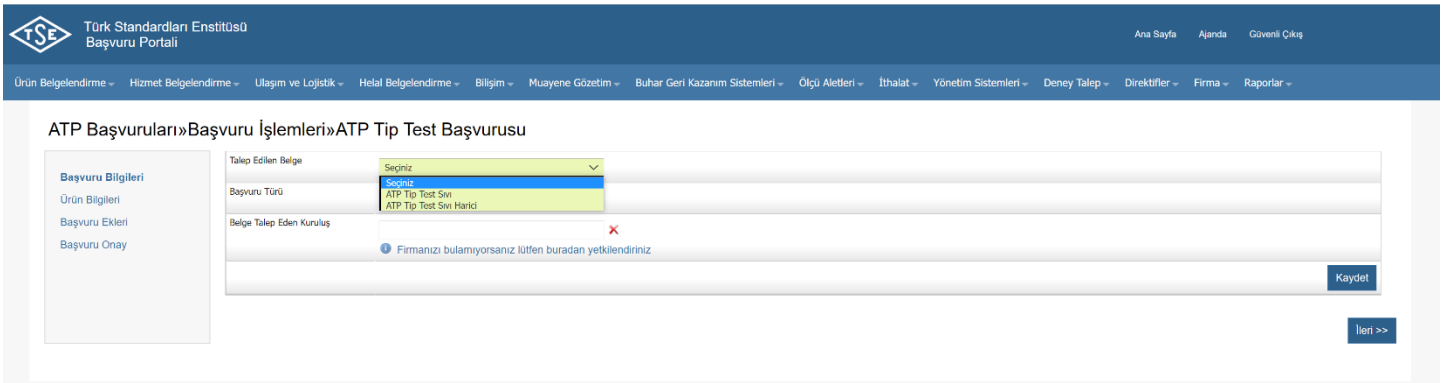 TSE
Türk Standardları Enstitüsü
Başvuru Portali
Ana Sayfa Ajanda Güvenli Çıkış
Ürün Belgelendirme Hizmet Belgelendirme Ulaşım ve Lojistik Helal Belgelendirme Bilişim Muayene Gözetim Buhar Geri Kazanım Sistemleri Ölçü Aletleri İthalat Yönetim Sistemleri Deney Talep Direktifler Firma Raporlar
ATP Başvuruları»Başvuru İşlemleri»ATP Tip Test Başvurusu
Başvuru Bilgileri
Ürün Bilgileri
Başvuru Ekleri
Başvuru Onay
Talep Edilen Belge
Seçiniz
Seçiniz
ATP Tip Test Sıvı
ATP Tip Test Sıvı Harici
Başvuru Türü
Belge Talep Eden Kuruluş
Firmanızı bulamıyorsanız lütfen buradan yetkilendiriniz
Kaydet
İleri >>